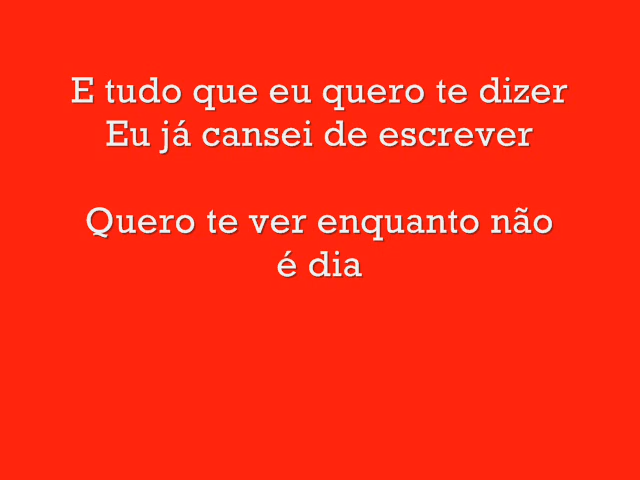 E tudo que eu quero te dizer
Eu já cansei de escrever
Quero te ver enquanto não
é dia